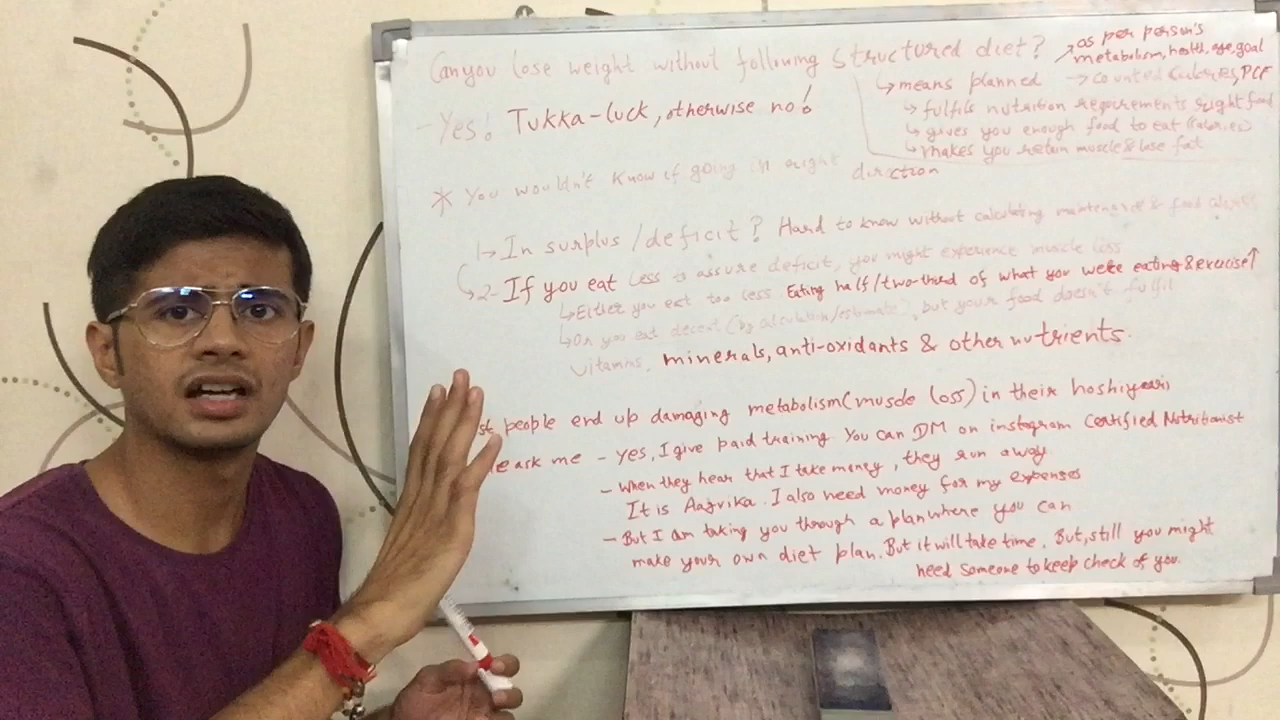 Can you lose weight without following structured diet?
↗ as per person's
metabolism, health, age, goal
↳ means planned → counted calories, PCF
↳ fulfils nutrition requirements right food
↳ gives you enough food to eat (calories)
↳ makes you retain muscle & lose fat
- Yes! Tukka-luck, otherwise no!
* You wouldn't know if going in right direction
1→ In surplus/deficit? Hard to know without calculating maintenance & food
2→ If you eat less to assure deficit, you might experience muscle loss
↳ Either you eat too less Eating half/two-third of what you were eating & exercise↑
↳ Or you eat decent (by calculation/estimate), but your food doesn't fulfil
vitamins, minerals, anti-oxidants & other nutrients.
st people end up damaging metabolism (muscle loss) in their hoshiyaari
le ask me - yes, I give paid training. You can DM on instagram Certified Nutritionist
- When they hear that I take money, they run away.
It is Aajvika. I also need money for my expenses
- But I am taking you through a plan where you can
make your own diet plan. But it will take time. But, still you might
need someone to keep check of you.